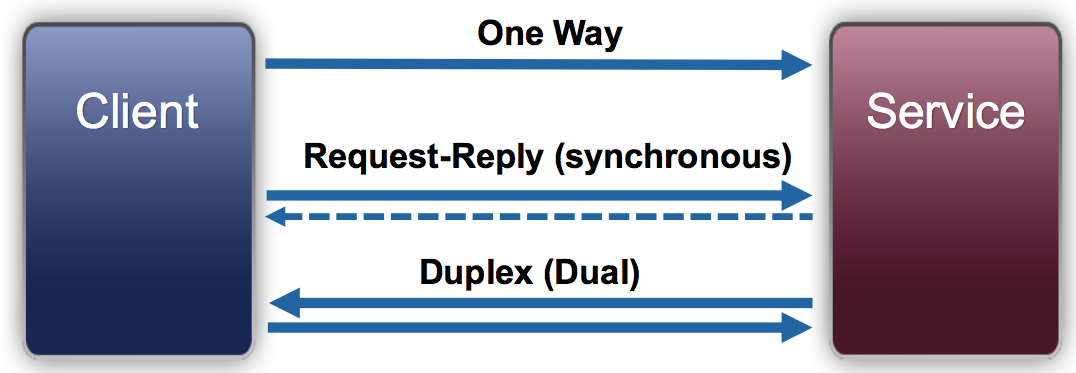 One Way
Client
Service
Request-Reply (synchronous)
Duplex (Dual)